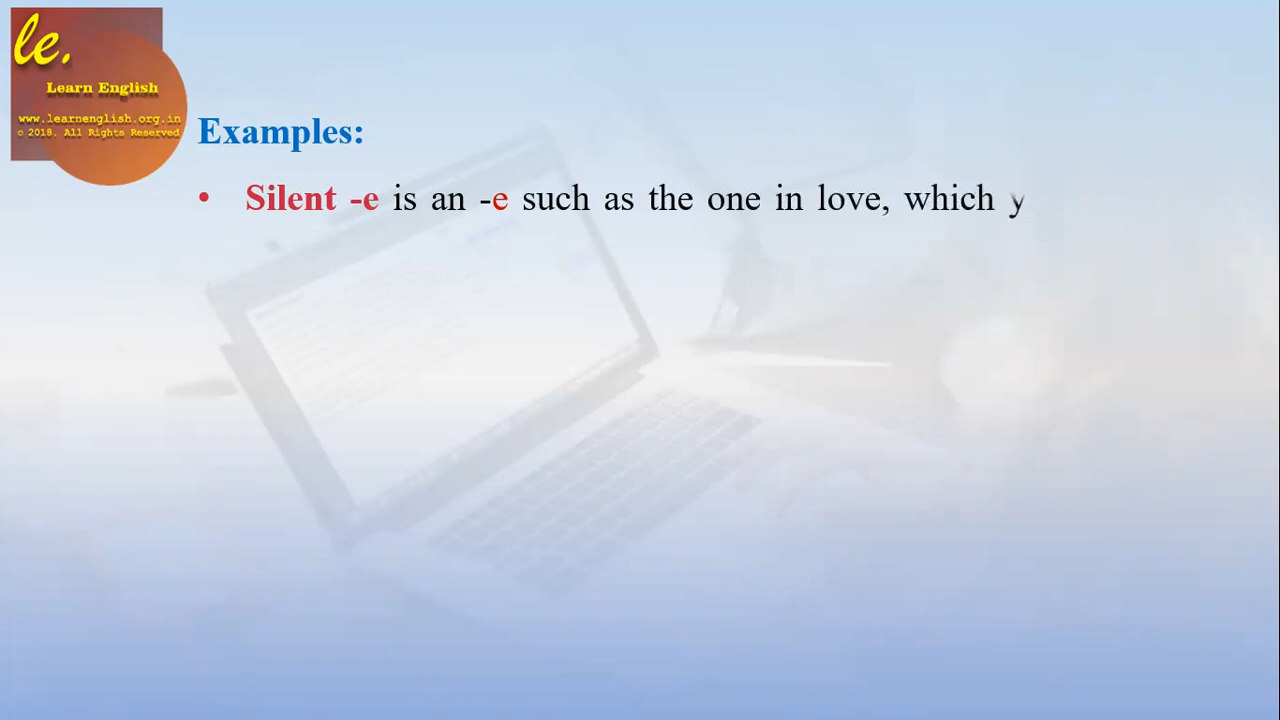 le.
Learn English
www.learnenglish.org.in
© 2018. All Rights Reserved
Examples:
• Silent -e is an -e such as the one in love, which y